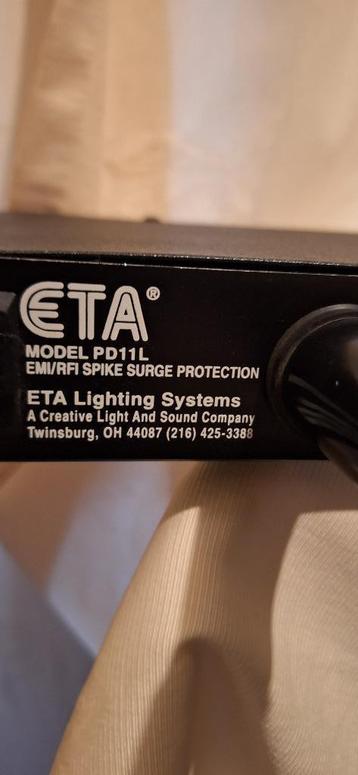 ETA®
MODEL PD11L
EMI/RFI SPIKE SURGE PROTECTION
ETA Lighting Systems
A Creative Light And Sound Company
Twinsburg, OH 44087 (216) 425-3388